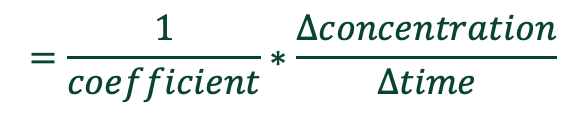 = 1/coefficient * Δconcentration/Δtime